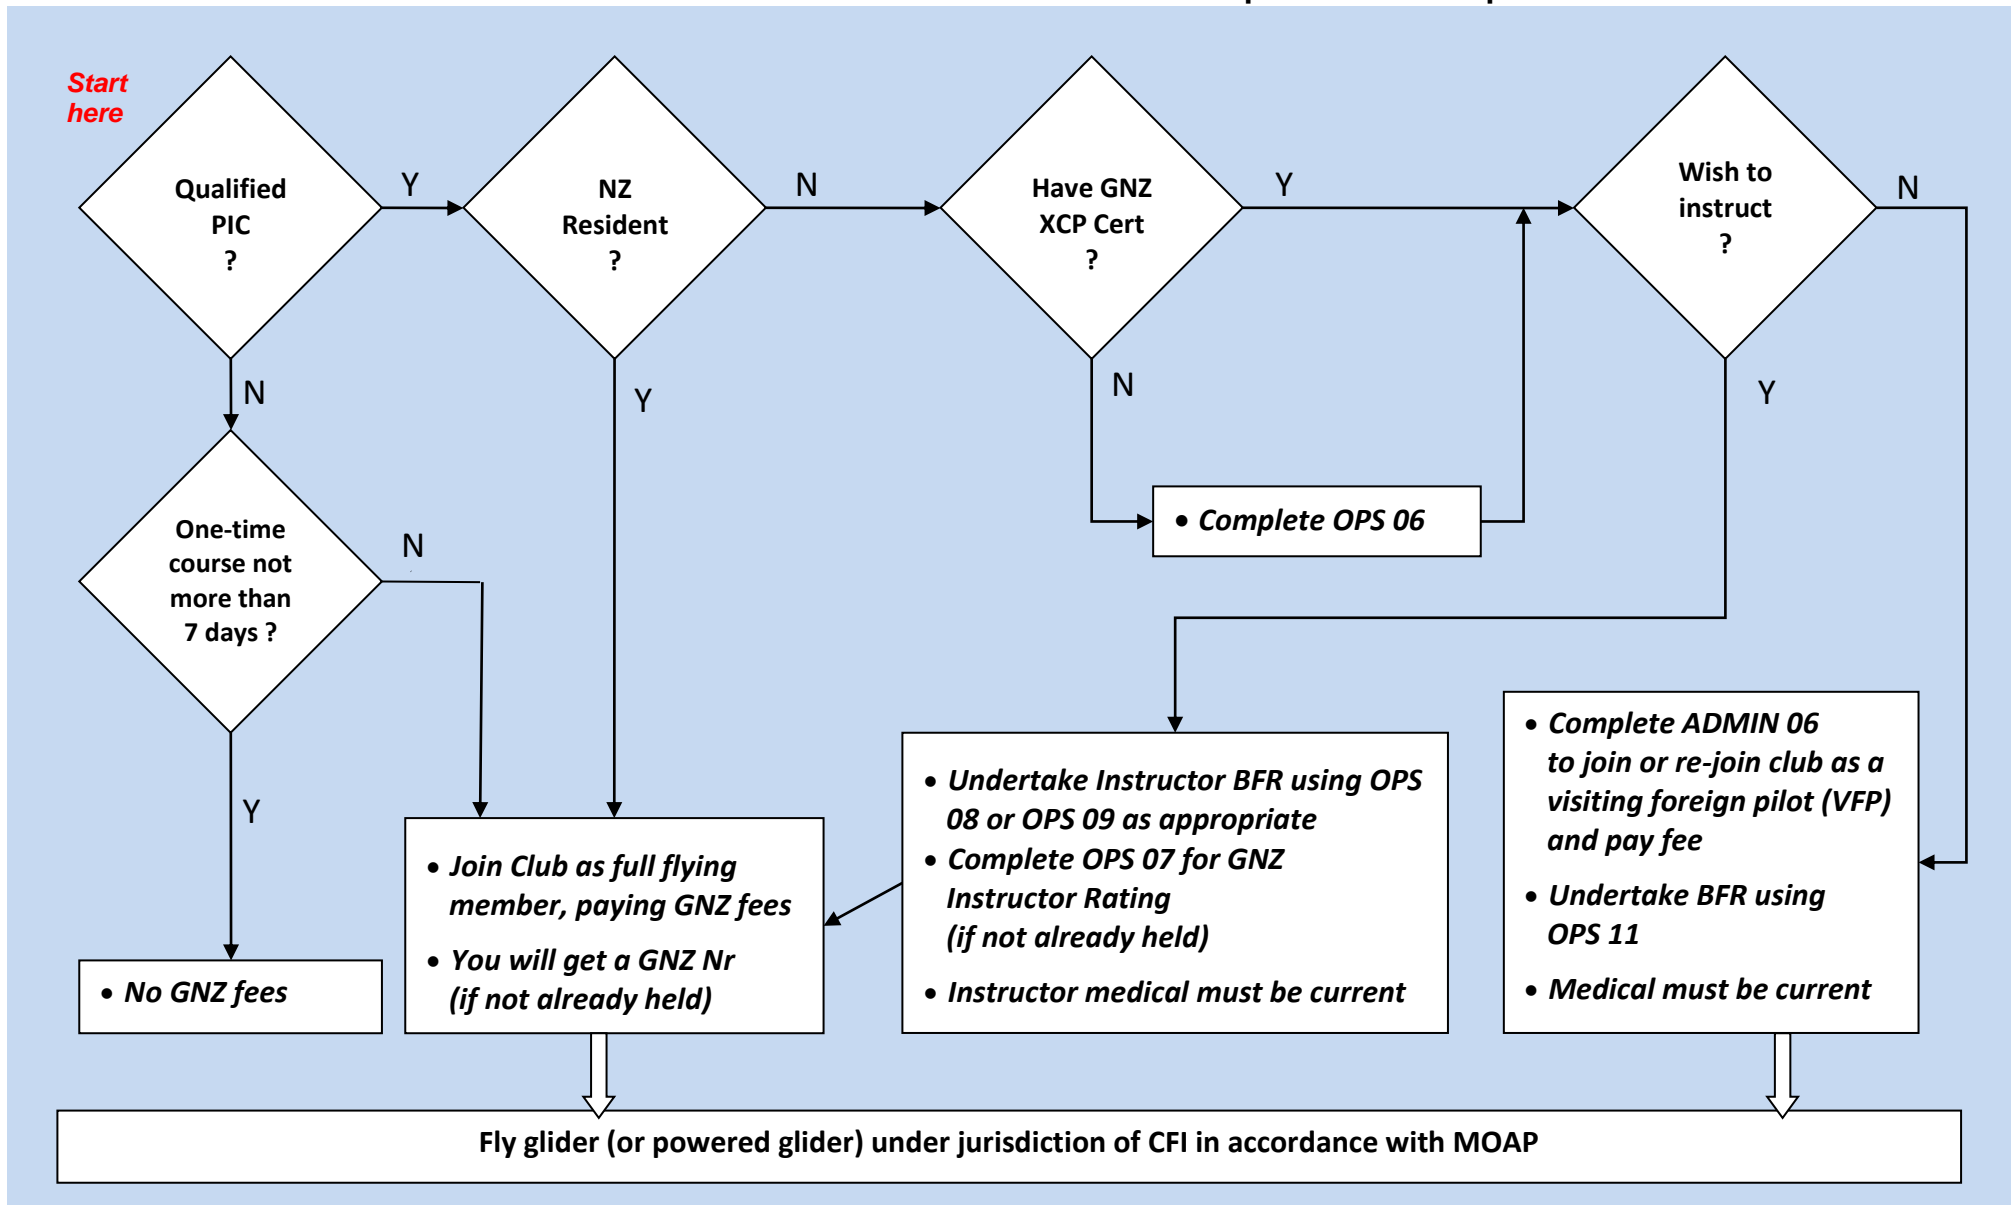 Start
here
Qualified
PIC
?
Y
NZ
Resident
?
N
Have GNZ
XCP Cert
?
Y
Wish to
instruct
?
N
N
Y
N
Y
• Complete OPS 06
One-time
course not
more than
7 days ?
N
Y
• No GNZ fees
• Join Club as full flying
member, paying GNZ fees
• You will get a GNZ Nr
(if not already held)
• Undertake Instructor BFR using OPS
08 or OPS 09 as appropriate
• Complete OPS 07 for GNZ
Instructor Rating
(if not already held)
• Instructor medical must be current
• Complete ADMIN 06
to join or re-join club as a
visiting foreign pilot (VFP)
and pay fee
• Undertake BFR using
OPS 11
• Medical must be current
Fly glider (or powered glider) under jurisdiction of CFI in accordance with MOAP